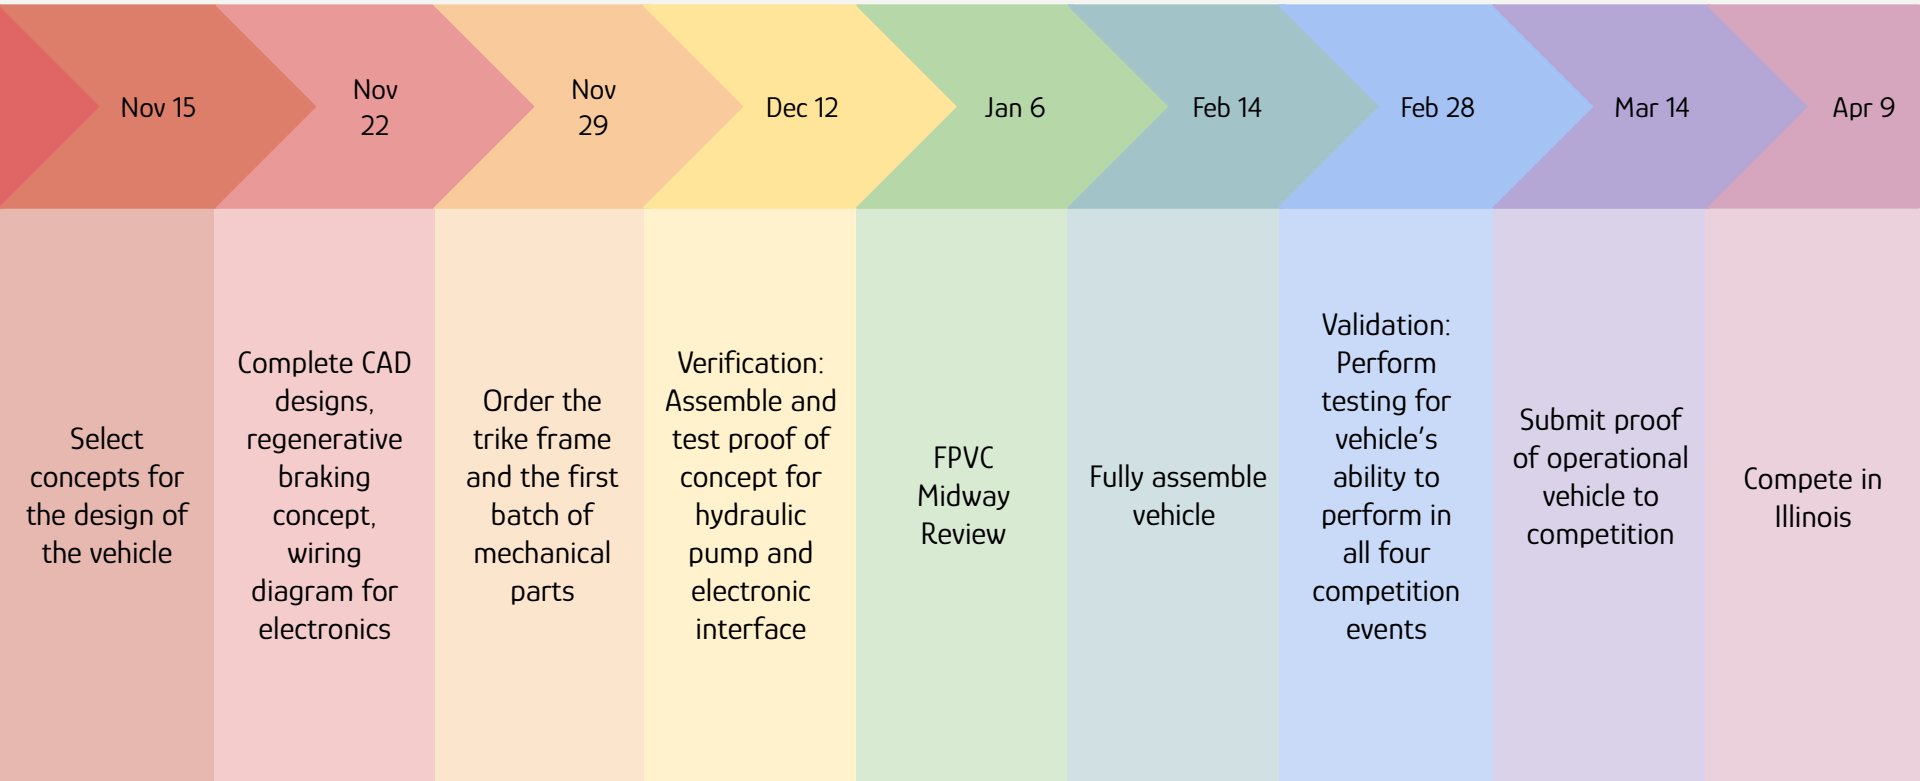 Nov 15
Nov
22
Nov
29
Dec 12
Jan 6
Feb 14
Feb 28
Mar 14
Apr 9
Select
concepts for
the design of
the vehicle
Complete CAD
designs,
regenerative
braking
concept,
wiring
diagram for
electronics
Order the
trike frame
and the first
batch of
mechanical
parts
Verification:
Assemble and
test proof of
concept for
hydraulic
pump and
electronic
interface
FPVC
Midway
Review
Fully assemble
vehicle
Validation:
Perform
testing for
vehicle's
ability to
perform in
all four
competition
events
Submit proof
of operational
vehicle to
competition
Compete in
Illinois